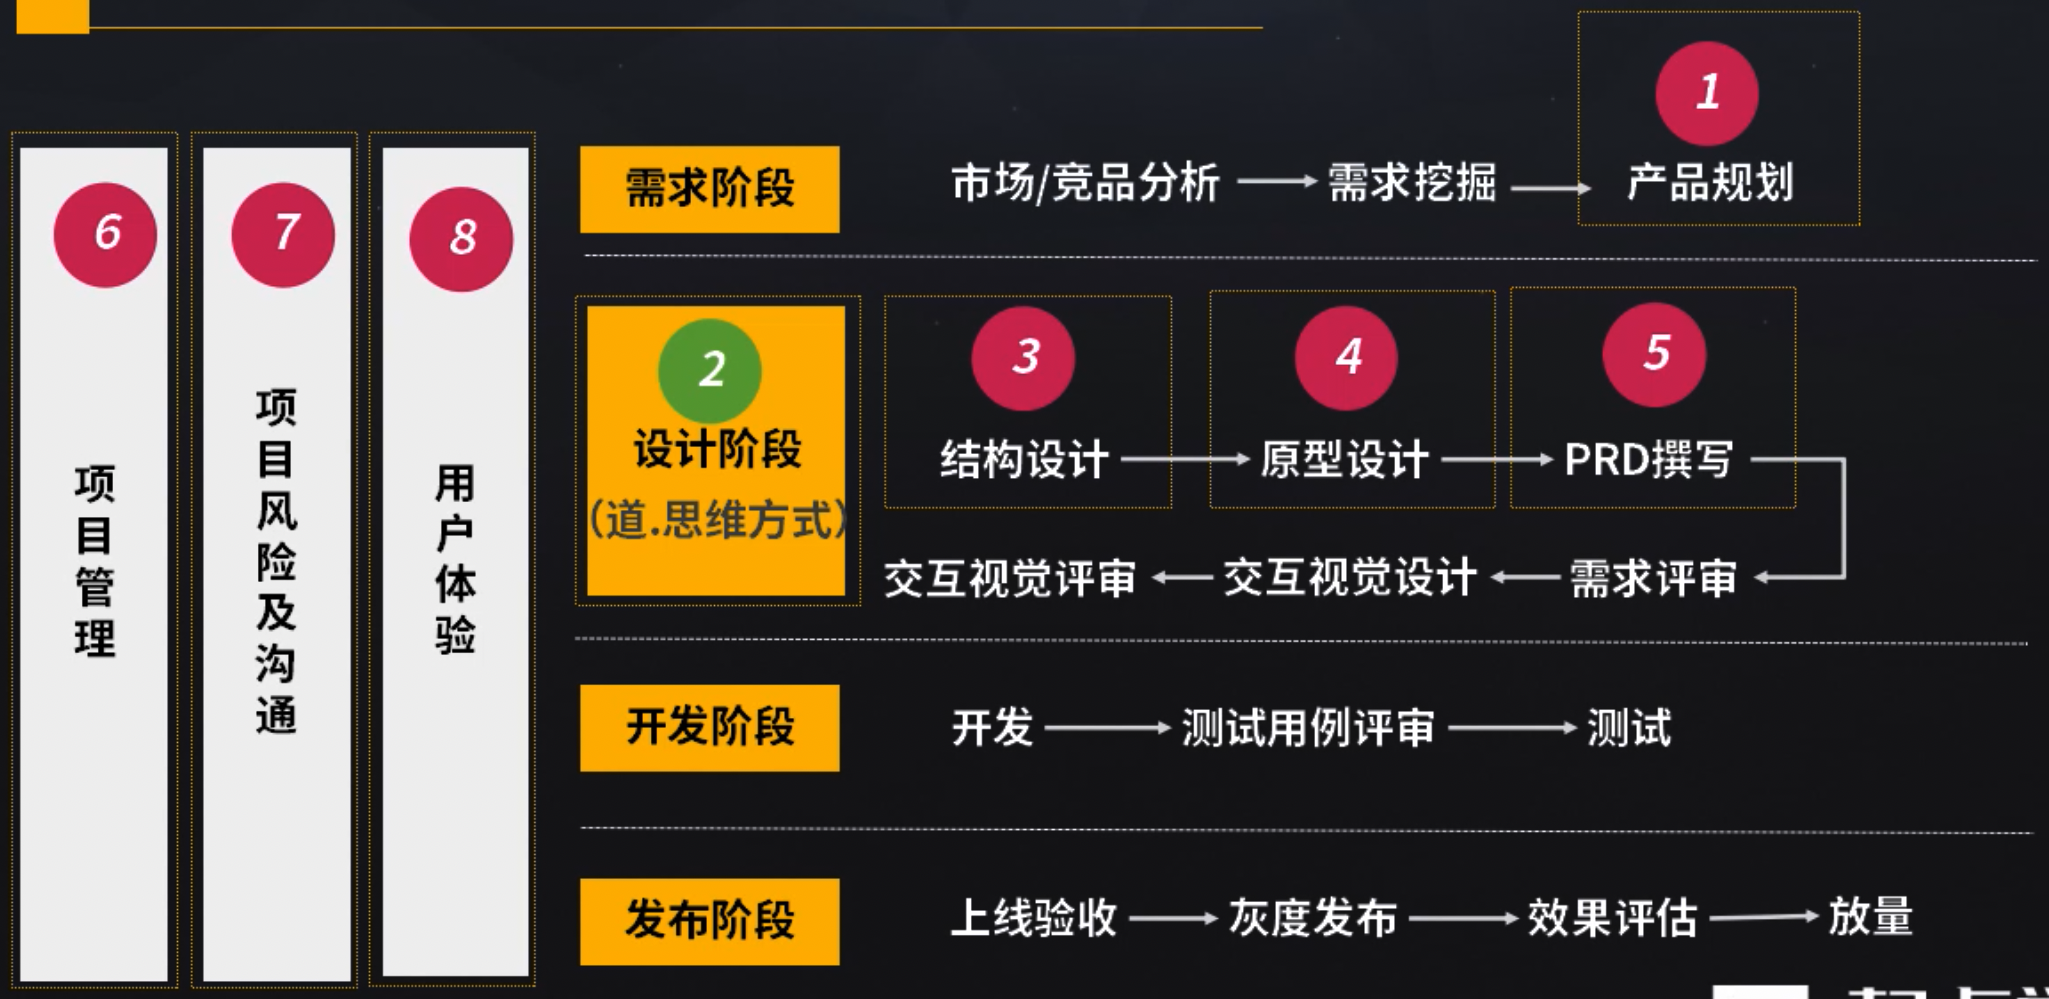 6
项目管理
7
项目风险及沟通
8
用户体验
1
需求阶段
市场/竞品分析
需求挖掘
产品规划
2
设计阶段
（道.思维方式）
3
结构设计
4
原型设计
5
PRD撰写
需求评审
交互视觉设计
交互视觉评审
开发阶段
开发
测试用例评审
测试
发布阶段
上线验收
灰度发布
效果评估
放量